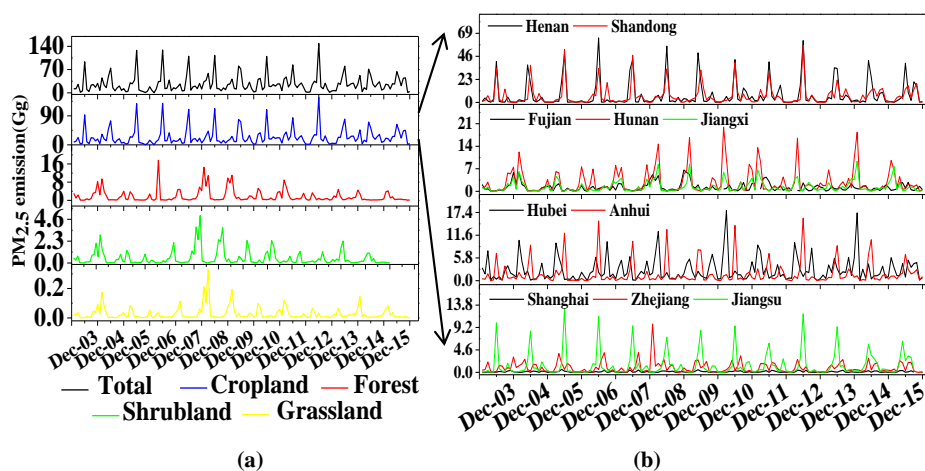 PM2.5 emission(Gg)
140
70
0
90
0
16
8
0
4.6
2.3
0.0
0.2
0.0
Dec-03 Dec-04 Dec-05 Dec-06 Dec-07 Dec-08 Dec-09 Dec-10 Dec-11 Dec-12 Dec-13 Dec-14 Dec-15
Total Cropland Forest
Shrubland Grassland
(a)
Henan Shandong
69
46
23
0
Fujian Hunan Jiangxi
21
14
7
0
Hubei Anhui
17.4
11.6
5.8
0.0
Shanghai Zhejiang Jiangsu
13.8
9.2
4.6
0.0
Dec-03 Dec-04 Dec-05 Dec-06 Dec-07 Dec-08 Dec-09 Dec-10 Dec-11 Dec-12 Dec-13 Dec-14 Dec-15
(b)